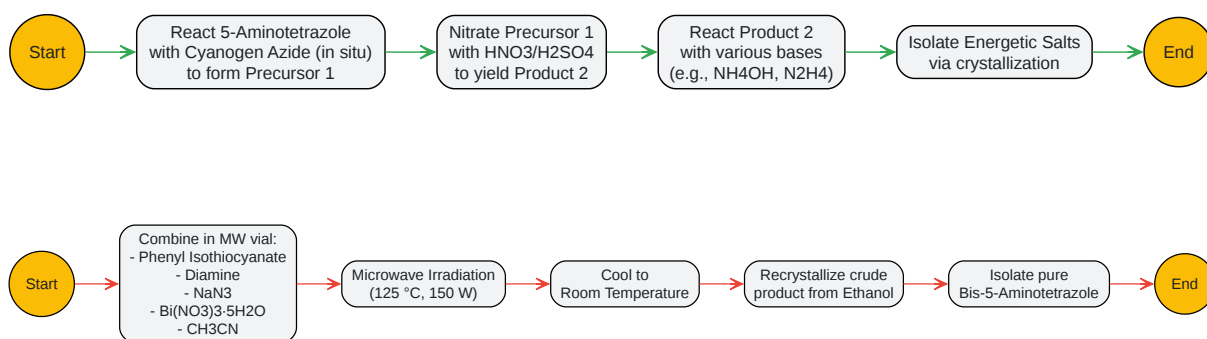 Start
React 5-Aminotetrazole
with Cyanogen Azide (in situ)
to form Precursor 1
Nitrate Precursor 1
with HNO3/H2SO4
to yield Product 2
React Product 2
with various bases
(e.g., NH4OH, N2H4)
Isolate Energetic Salts
via crystallization
End
Start
Combine in MW vial:
- Phenyl Isothiocyanate
- Diamine
- NaN3
- Bi(NO3)3·5H2O
- CH3CN
Microwave Irradiation
(125 °C, 150 W)
Cool to
Room Temperature
Recrystallize crude
product from Ethanol
Isolate pure
Bis-5-Aminotetrazole
End